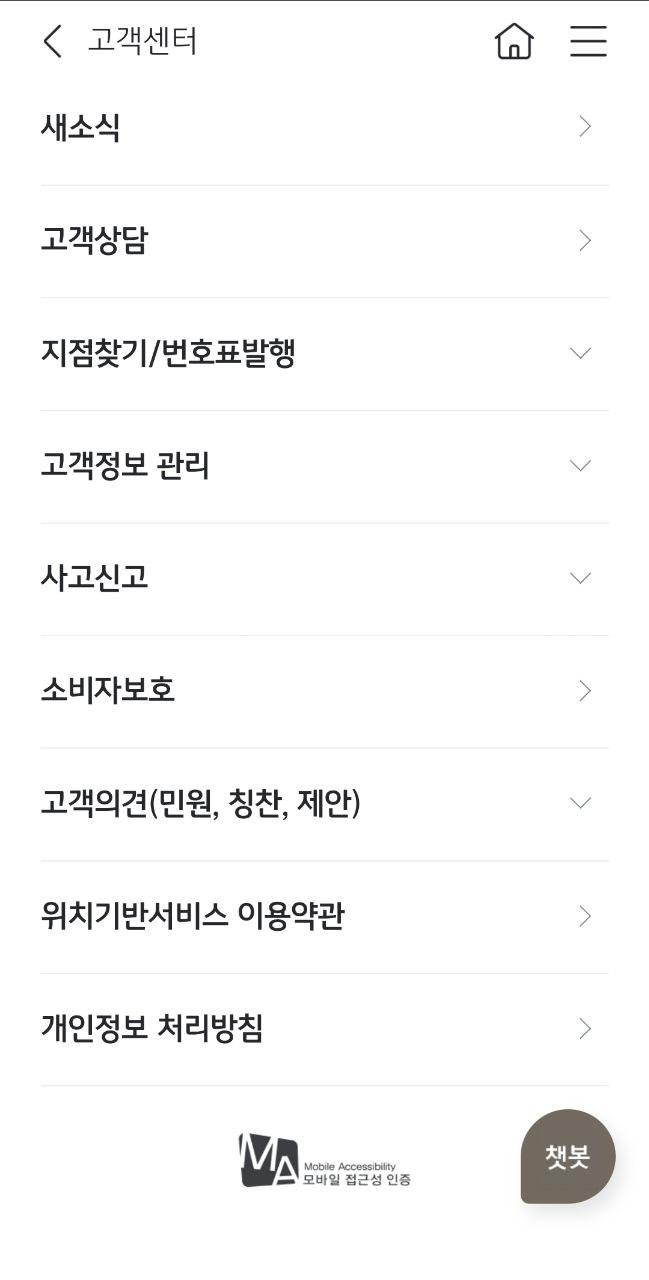 고객센터
새소식
고객상담
지점찾기/번호표발행
고객정보 관리
사고신고
소비자보호
고객의견(민원, 칭찬, 제안)
위치기반서비스 이용약관
개인정보 처리방침
MA
Mobile Accessibility
모바일 접근성 인증
챗봇